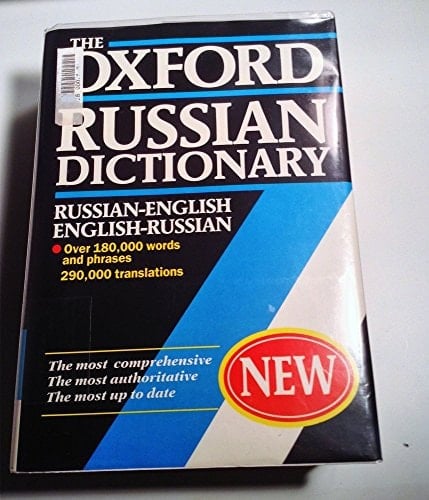 THE
OXFORD
RUSSIAN
DICTIONARY
RUSSIAN-ENGLISH
ENGLISH-RUSSIAN
Over 180,000 words
and phrases
290,000 translations
The most comprehensive
The most authoritative
The most up to date
NEW